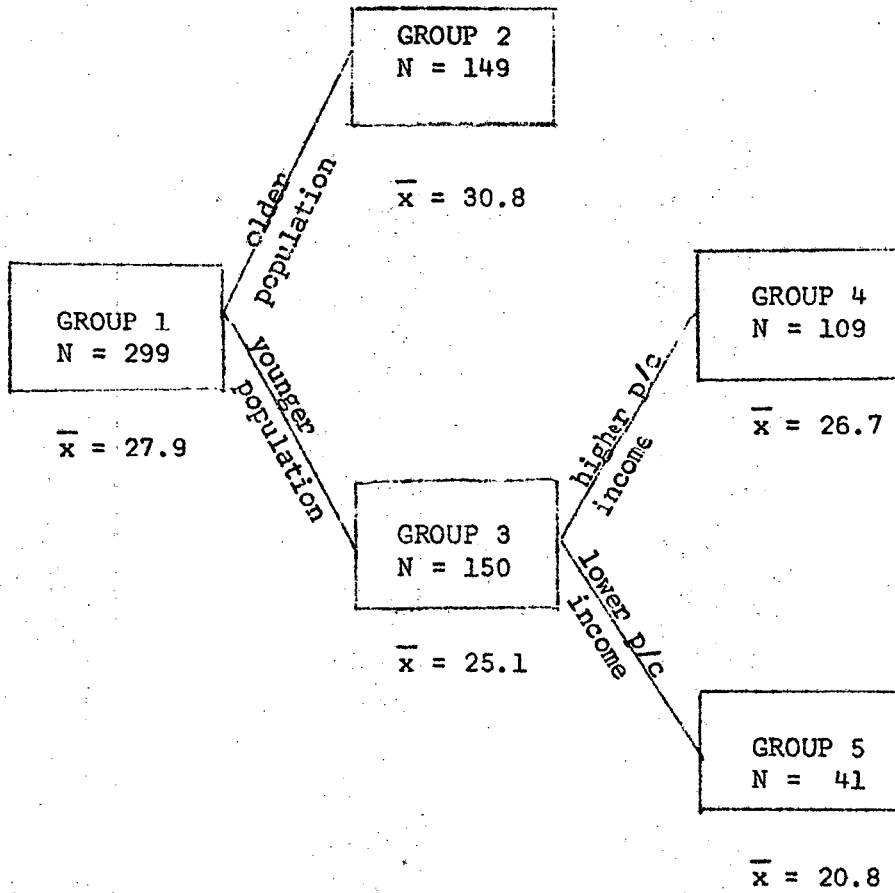 GROUP 2
N = 149
x̄ = 30.8
older
population
GROUP 1
N = 299
x̄ = 27.9
younger
population
GROUP 4
N = 109
x̄ = 26.7
higher p/c
income
GROUP 3
N = 150
x̄ = 25.1
lower p/c
income
GROUP 5
N = 41
x̄ = 20.8